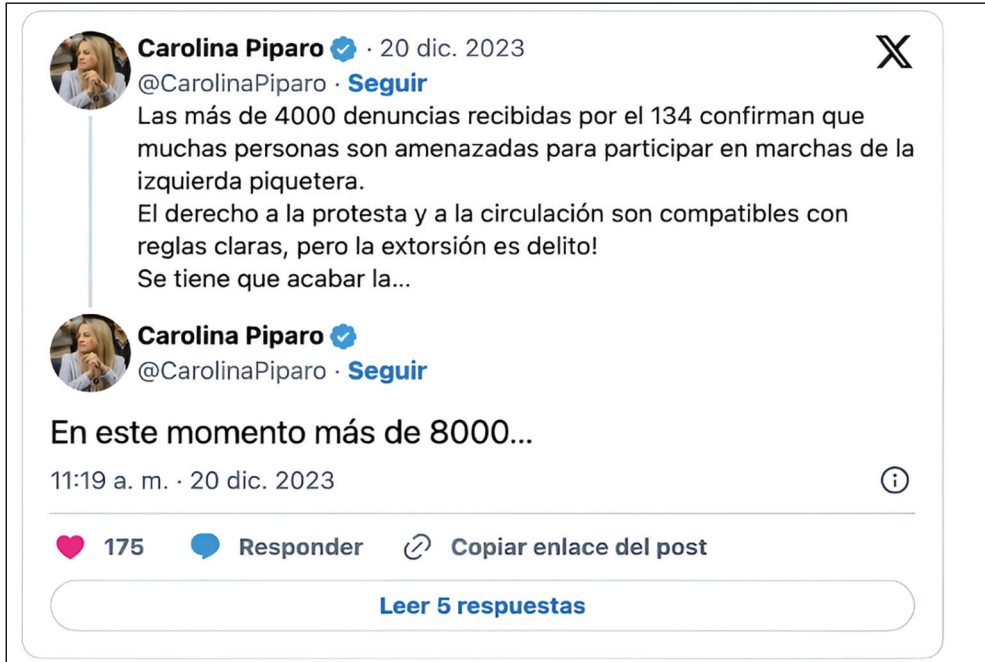 Carolina Piparo · 20 dic. 2023
@CarolinaPiparo · Seguir
Las más de 4000 denuncias recibidas por el 134 confirman que
muchas personas son amenazadas para participar en marchas de la
izquierda piquetera.
El derecho a la protesta y a la circulación son compatibles con
reglas claras, pero la extorsión es delito!
Se tiene que acabar la...
Carolina Piparo
@CarolinaPiparo · Seguir
En este momento más de 8000...
11:19 a. m. · 20 dic. 2023
175 Responder Copiar enlace del post
Leer 5 respuestas